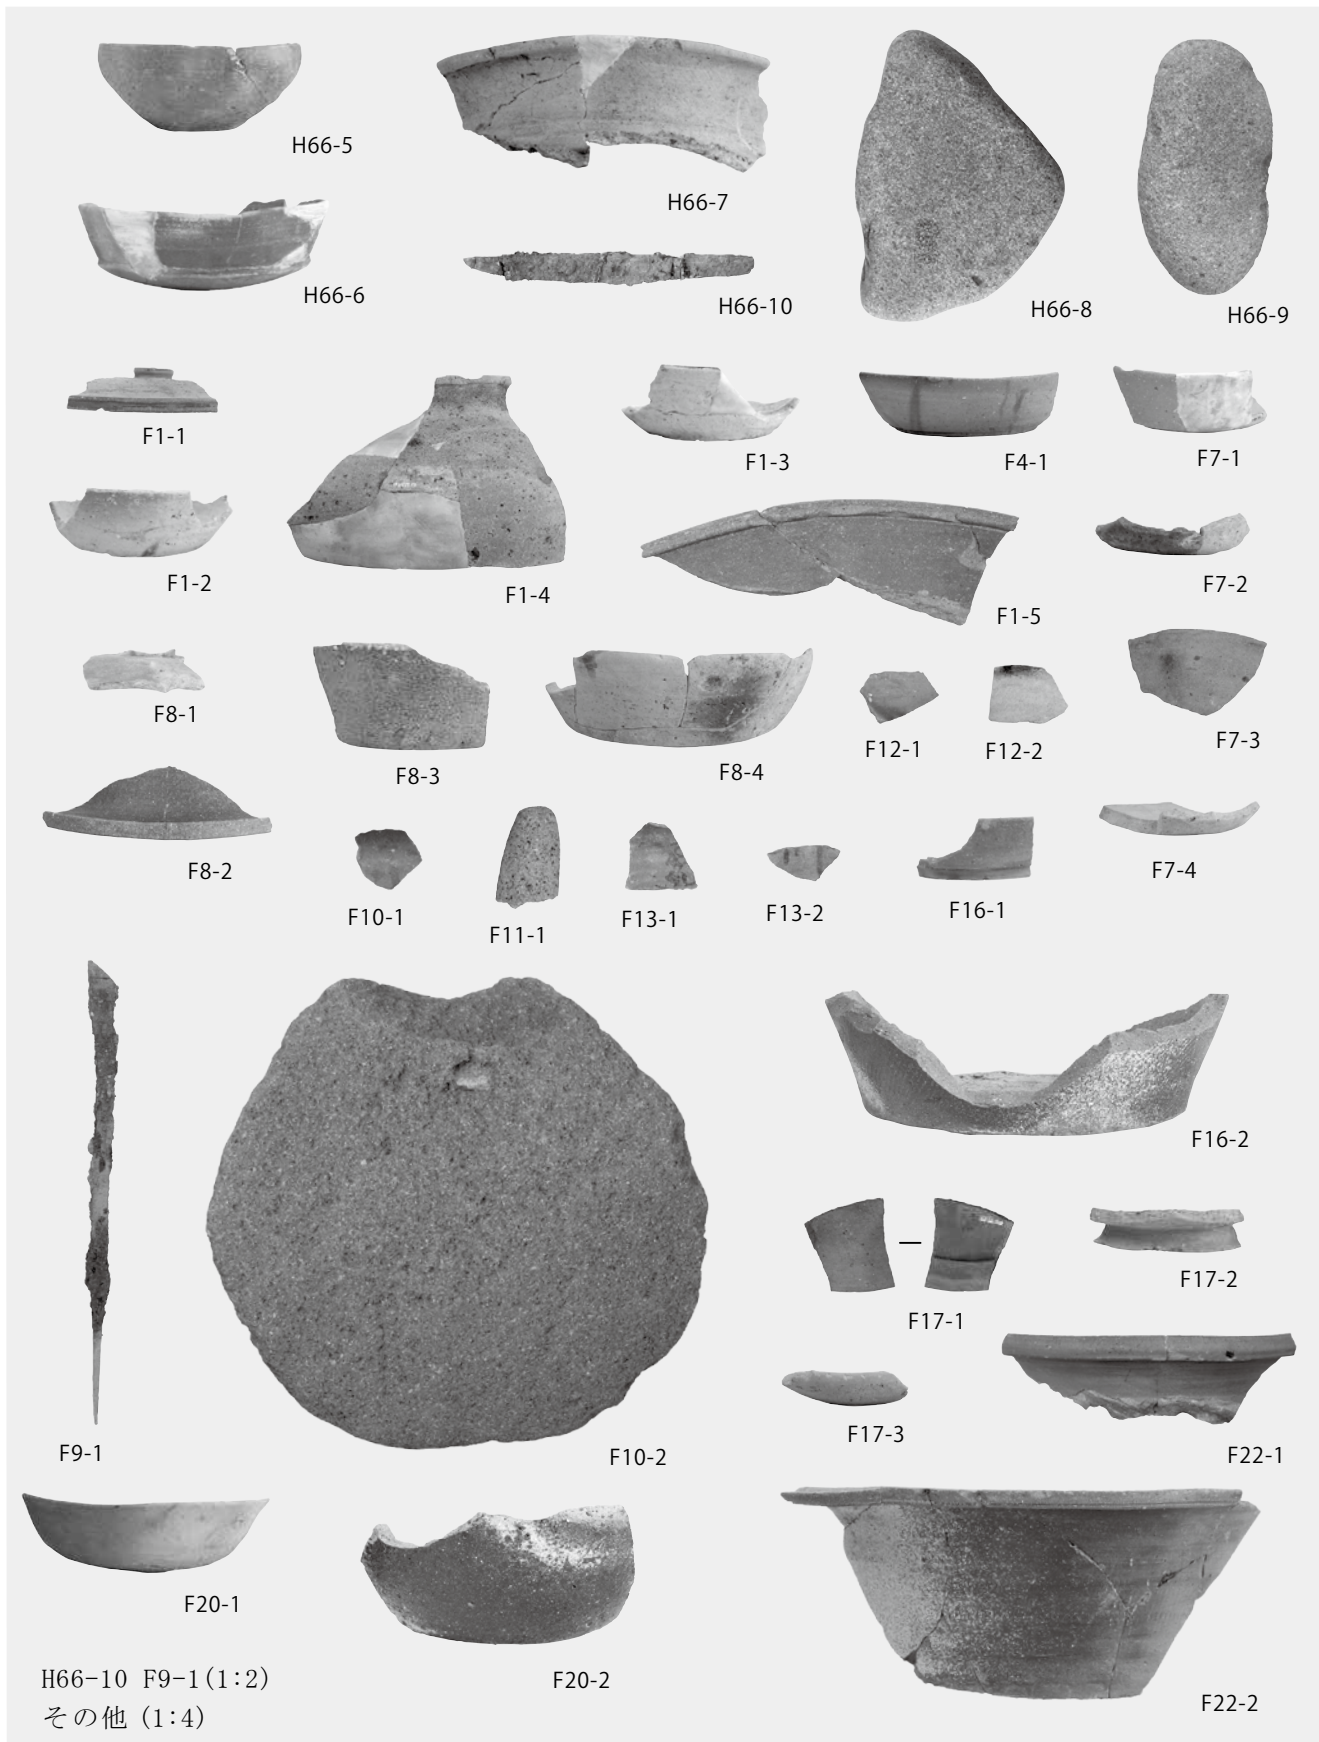 H66-5
H66-7
H66-6
H66-10
H66-8
H66-9
F1-1
F1-3
F4-1
F7-1
F1-2
F1-4
F1-5
F7-2
F8-1
F8-3
F8-4
F12-1
F12-2
F7-3
F8-2
F10-1
F11-1
F13-1
F13-2
F16-1
F7-4
F9-1
F10-2
F16-2
F17-1
F17-2
F17-3
F22-1
F20-1
F20-2
F22-2
H66-10 F9-1(1:2)
その他 (1:4)